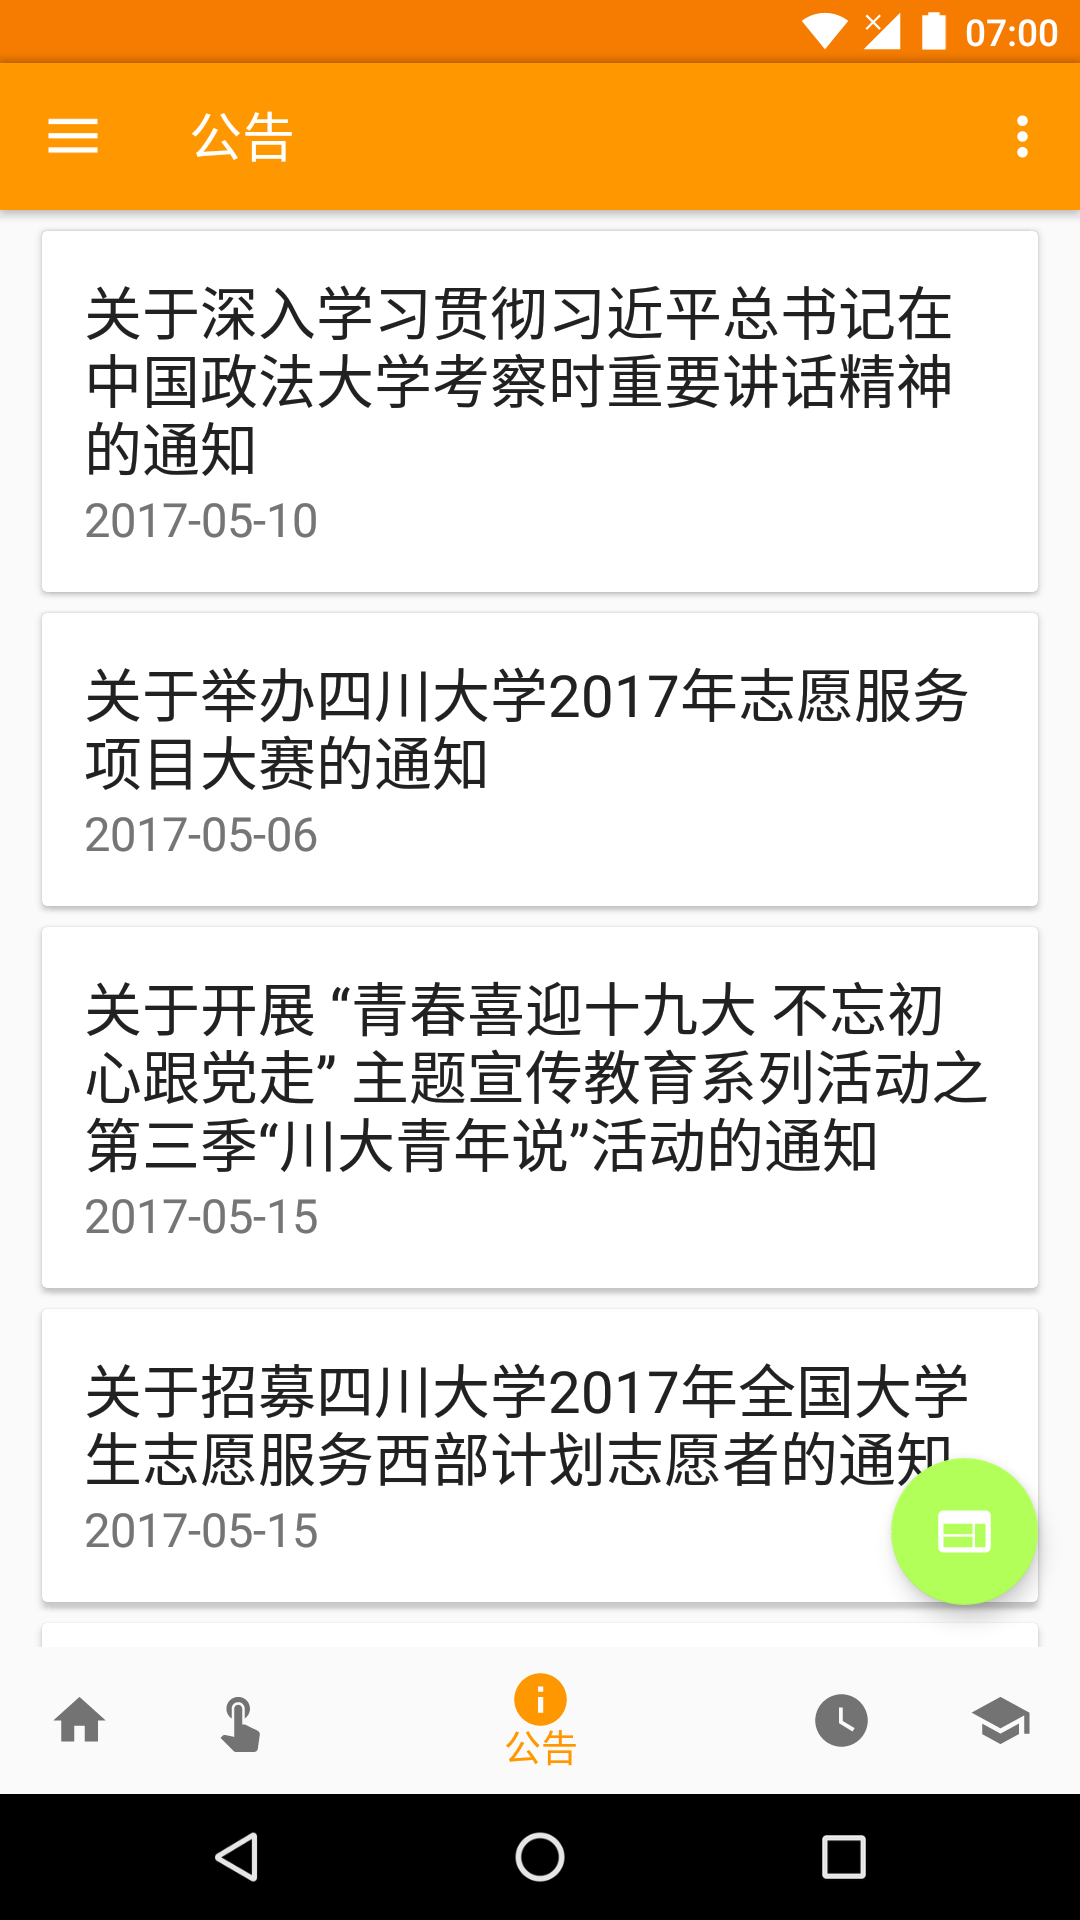 07:00
公告
关于深入学习贯彻习近平总书记在
中国政法大学考察时重要讲话精神
的通知
2017-05-10
关于举办四川大学2017年志愿服务
项目大赛的通知
2017-05-06
关于开展 “青春喜迎十九大 不忘初
心跟党走” 主题宣传教育系列活动之
第三季“川大青年说”活动的通知
2017-05-15
关于招募四川大学2017年全国大学
生志愿服务西部计划志愿者的通知
2017-05-15
公告